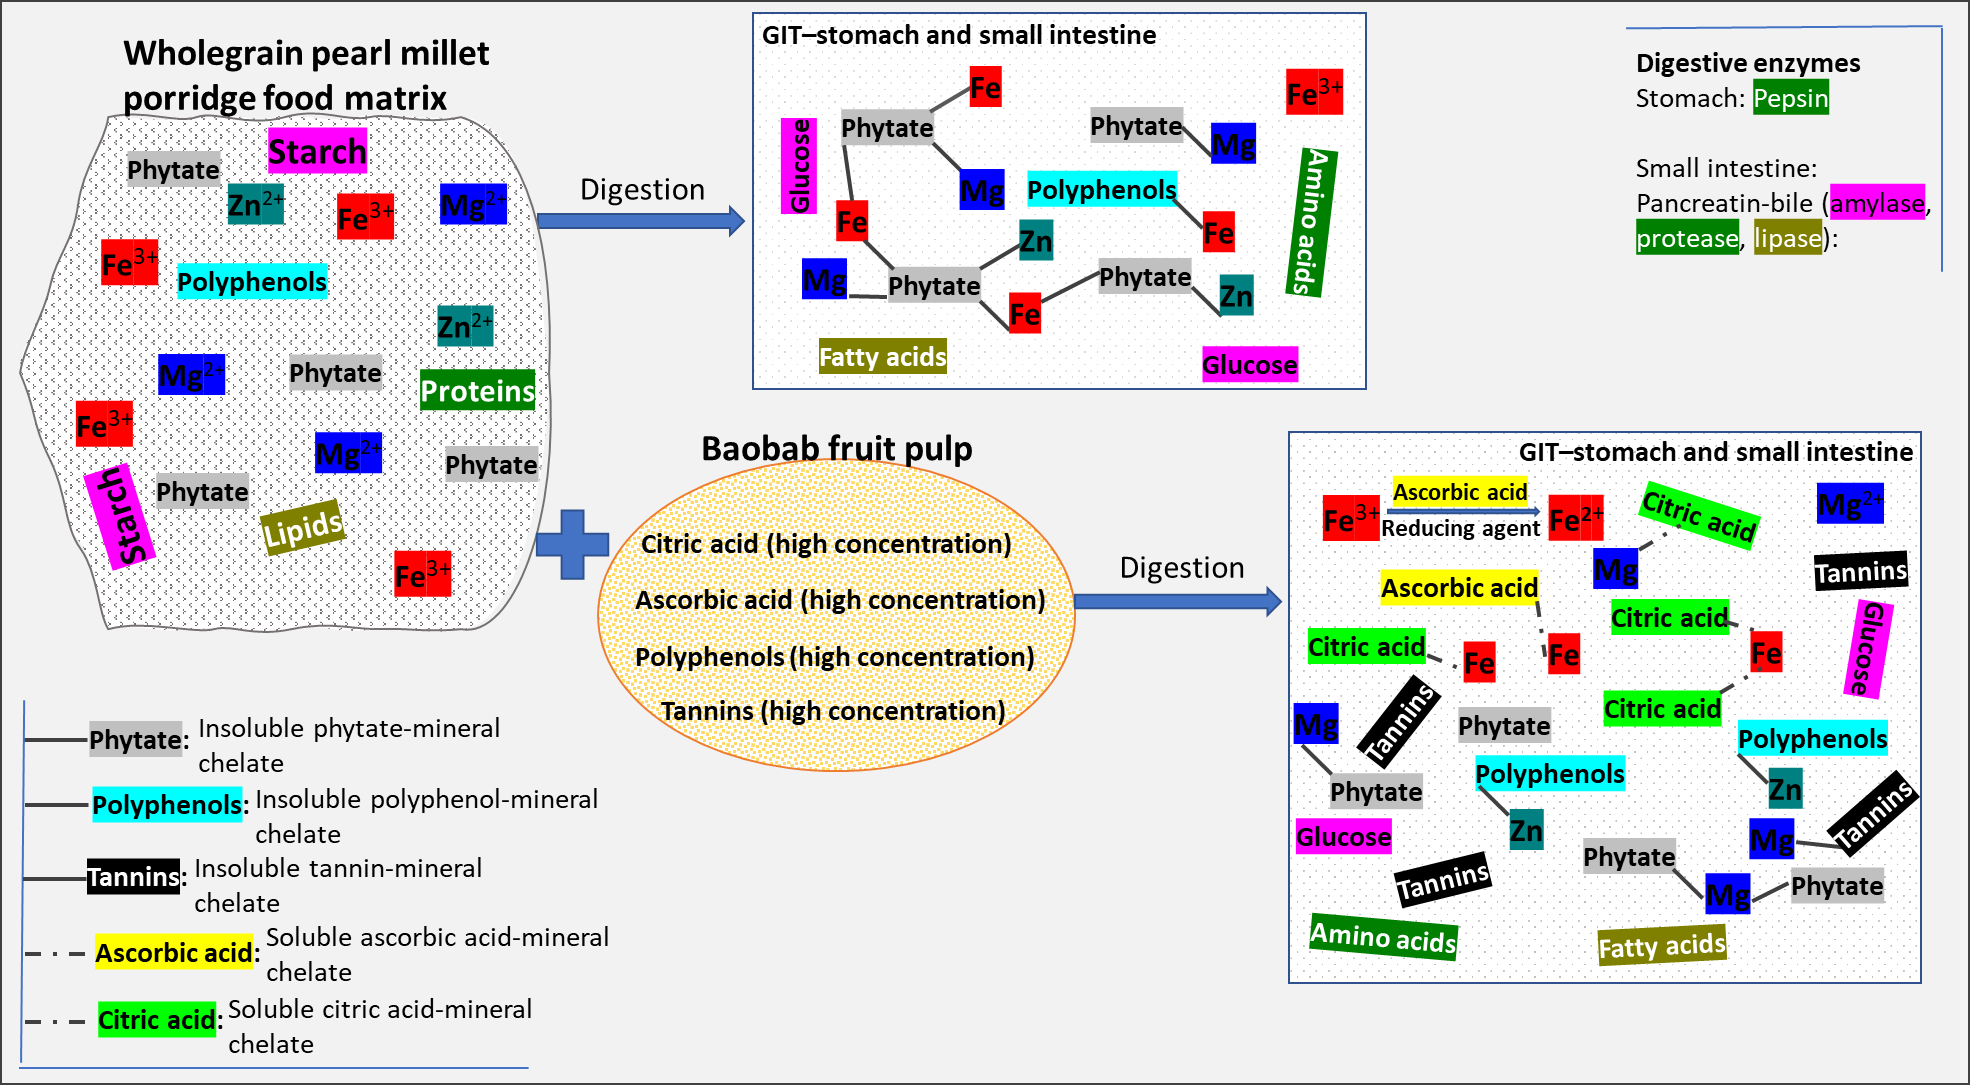 Wholegrain pearl millet
porridge food matrix
Phytate
Starch
Zn2+
Fe3+
Mg2+
Fe3+
Polyphenols
Zn2+
Mg2+
Phytate
Proteins
Fe3+
Mg2+
Phytate
Starch
Phytate
Lipids
Fe3+
Digestion
GIT–stomach and small intestine
Fe
Fe3+
Glucose
Phytate
Phytate
Mg
Mg
Polyphenols
Amino acids
Fe
Fe
Zn
Mg
Phytate
Phytate
Fe
Zn
Fatty acids
Glucose
Digestive enzymes
Stomach: Pepsin
Small intestine:
Pancreatin-bile (amylase,
protease, lipase):
Baobab fruit pulp
Citric acid (high concentration)
Ascorbic acid (high concentration)
Polyphenols (high concentration)
Tannins (high concentration)
Digestion
GIT–stomach and small intestine
Fe3+
Ascorbic acid
Reducing agent
Fe2+
Citric acid
Mg2+
Mg
Tannins
Ascorbic acid
Citric acid
Glucose
Citric acid
Fe
Fe
Fe
Tannins
Citric acid
Mg
Phytate
Polyphenols
Phytate
Polyphenols
Zn
Tannins
Glucose
Zn
Mg
Phytate
Tannins
Mg
Phytate
Amino acids
Fatty acids
Phytate: Insoluble phytate-mineral
chelate
Polyphenols: Insoluble polyphenol-mineral
chelate
Tannins: Insoluble tannin-mineral
chelate
Ascorbic acid: Soluble ascorbic acid-mineral
chelate
Citric acid: Soluble citric acid-mineral
chelate